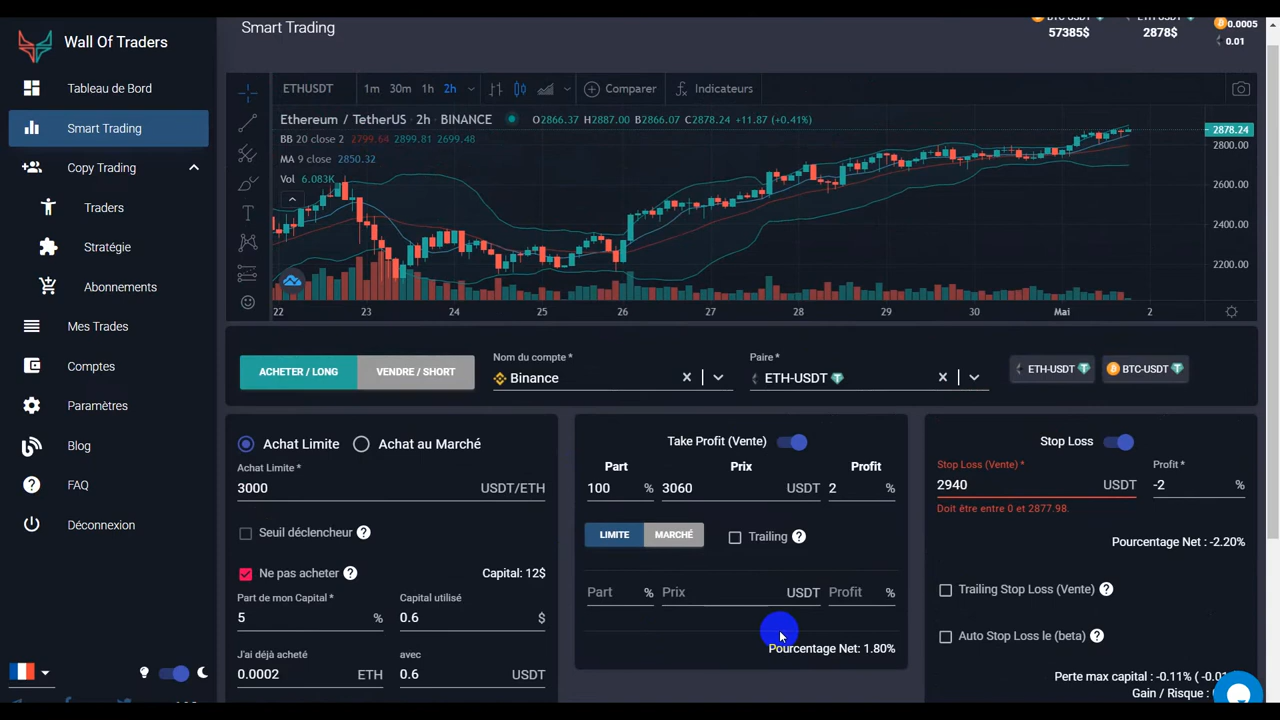 Wall Of Traders
Smart Trading
BTC-USDT
57385$
ETH-USDT
2878$
0.0005
0.01
Tableau de Bord
Smart Trading
Copy Trading
Traders
Stratégie
Abonnements
Mes Trades
Comptes
Paramètres
Blog
FAQ
Déconnexion
ETHUSDT 1m 30m 1h 2h Comparer Indicateurs
Ethereum / TetherUS 2h BINANCE O2866.37 H2887.00 B2866.07 C2878.24 +11.87 (+0.41%)
BB 20 close 2 2799.64 2899.81 2699.48
MA 9 close 2850.32
Vol 6.083K
2878.24
2800.00
2600.00
2400.00
2200.00
22 23 24 25 26 27 28 29 30 Mai 2
ACHETER / LONG VENDRE / SHORT
Nom du compte *
Binance
Paire *
ETH-USDT
ETH-USDT BTC-USDT
Achat Limite Achat au Marché
Achat Limite *
3000 USDT/ETH
Seuil déclencheur
Ne pas acheter Capital: 12$
Part de mon Capital * Capital utilisé
5 % 0.6 $
J'ai déjà acheté avec
0.0002 ETH 0.6 USDT
Take Profit (Vente)
Part Prix Profit
100 % 3060 USDT 2 %
LIMITE MARCHÉ Trailing
Part % Prix USDT Profit %
Pourcentage Net: 1.80%
Stop Loss
Stop Loss (Vente) * Profit *
2940 USDT -2 %
Doit être entre 0 et 2877.98.
Pourcentage Net : -2.20%
Trailing Stop Loss (Vente)
Auto Stop Loss le (beta)
Perte max capital : -0.11% (
Gain / Risque :